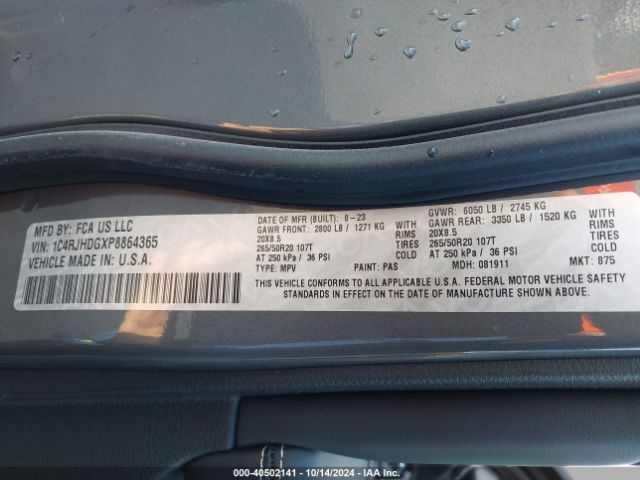 MFD BY: FCA US LLC
VIN: 1C4RJHDGXP8864365
VEHICLE MADE IN: U.S.A.
DATE OF MFR (BUILT): 8-23
GAWR FRONT: 2800 LB / 1271 KG WITH
20X8.5 RIMS
265/50R20 107T TIRES
AT 250 kPa / 36 PSI COLD
TYPE: MPV PAINT: PAS
GVWR: 6050 LB / 2745 KG
GAWR REAR: 3350 LB / 1520 KG WITH
20X8.5 RIMS
265/50R20 107T TIRES
AT 250 kPa / 36 PSI COLD
MDH: 081911 MKT: 875
THIS VEHICLE CONFORMS TO ALL APPLICABLE U.S.A. FEDERAL MOTOR VEHICLE SAFETY
STANDARDS IN EFFECT ON THE DATE OF MANUFACTURE SHOWN ABOVE.
000-40502141 - 10/14/2024 - IAA Inc.